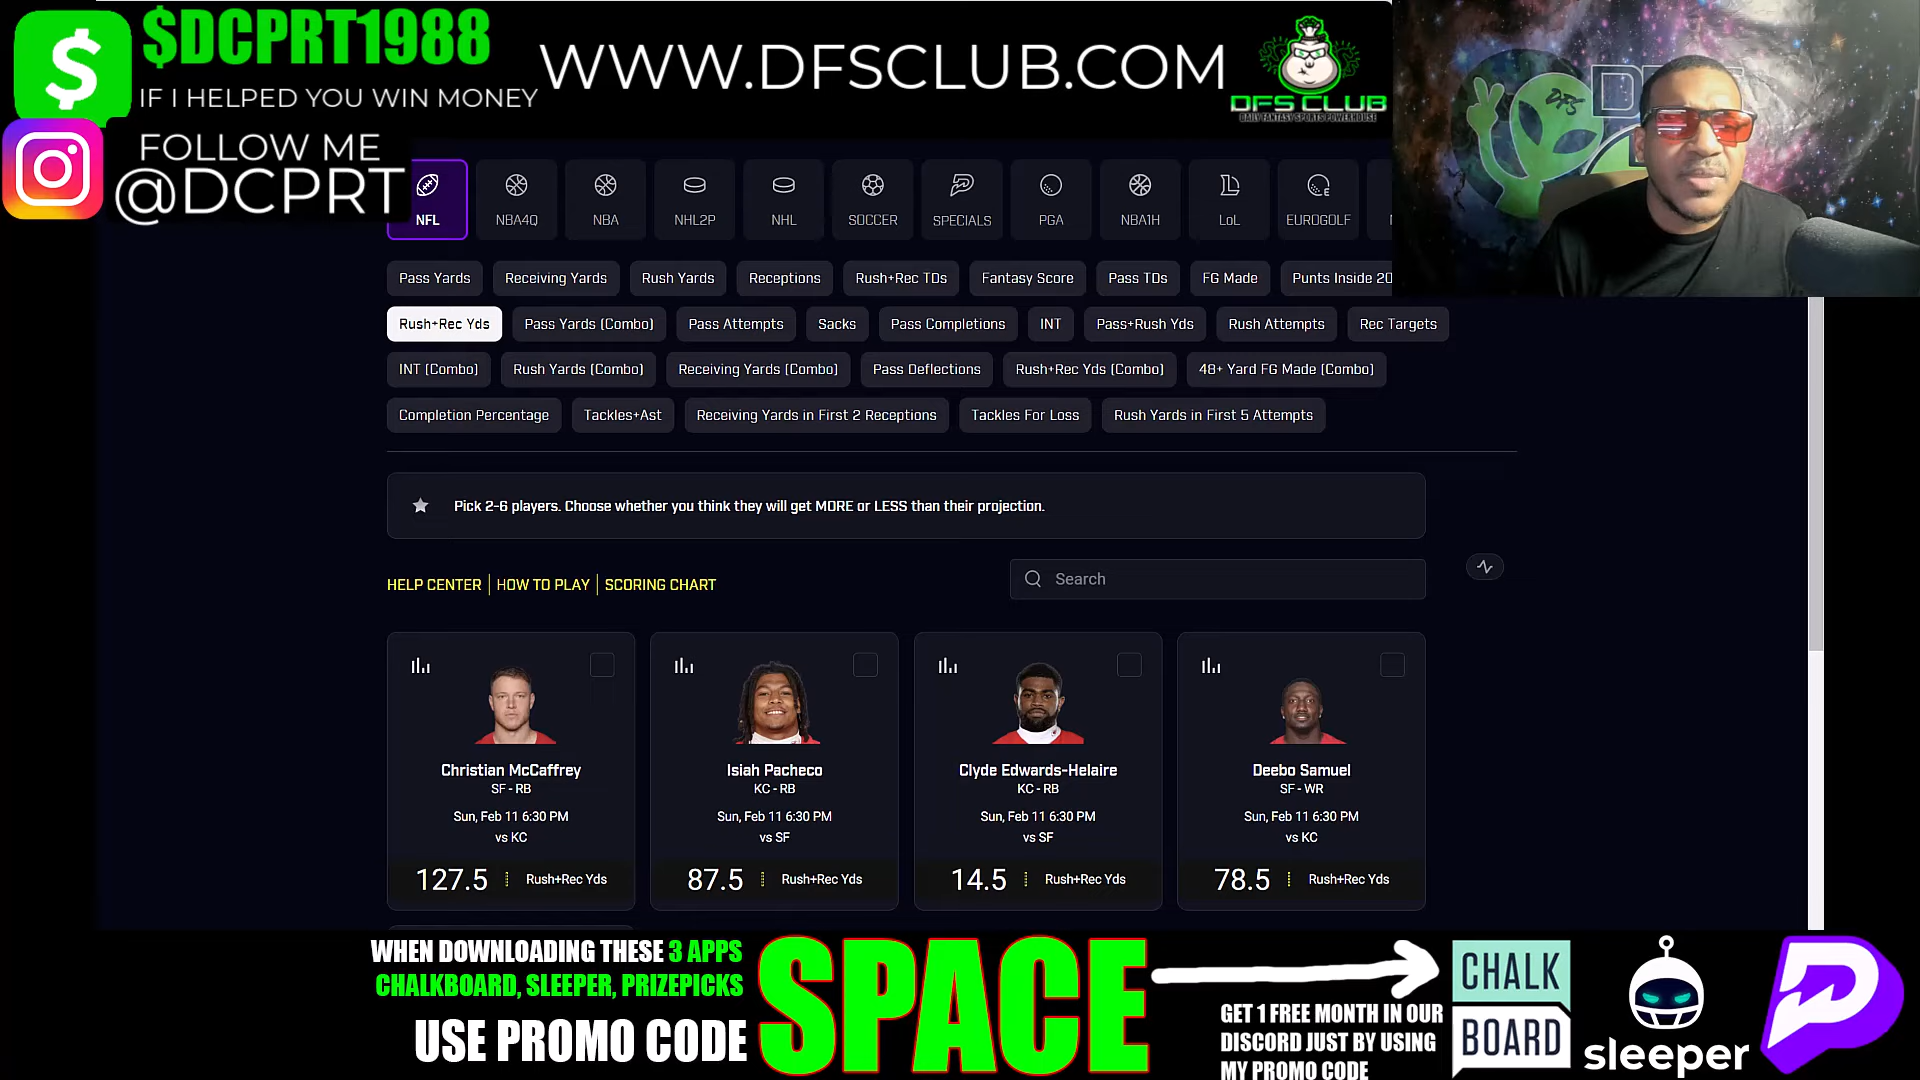 $DCPRT1988
IF I HELPED YOU WIN MONEY
WWW.DFSCLUB.COM
DFS CLUB
DAILY FANTASY SPORTS POWERHOUSE
FOLLOW ME
@DCPRT
DFS
D
NFL
NBA4Q
NBA
NHL2P
NHL
SOCCER
SPECIALS
PGA
NBA1H
LoL
EUROGOLF
Pass Yards
Receiving Yards
Rush Yards
Receptions
Rush+Rec TDs
Fantasy Score
Pass TDs
FG Made
Punts Inside 20
Rush+Rec Yds
Pass Yards (Combo)
Pass Attempts
Sacks
Pass Completions
INT
Pass+Rush Yds
Rush Attempts
Rec Targets
INT (Combo)
Rush Yards (Combo)
Receiving Yards (Combo)
Pass Deflections
Rush+Rec Yds (Combo)
48+ Yard FG Made (Combo)
Completion Percentage
Tackles+Ast
Receiving Yards in First 2 Receptions
Tackles For Loss
Rush Yards in First 5 Attempts
Pick 2-6 players. Choose whether you think they will get MORE or LESS than their projection.
HELP CENTER
HOW TO PLAY
SCORING CHART
Search
Christian McCaffrey
SF - RB
Sun, Feb 11 6:30 PM
vs KC
127.5
Rush+Rec Yds
Isiah Pacheco
KC - RB
Sun, Feb 11 6:30 PM
vs SF
87.5
Rush+Rec Yds
Clyde Edwards-Helaire
KC - RB
Sun, Feb 11 6:30 PM
vs SF
14.5
Rush+Rec Yds
Deebo Samuel
SF - WR
Sun, Feb 11 6:30 PM
vs KC
78.5
Rush+Rec Yds
WHEN DOWNLOADING THESE 3 APPS
CHALKBOARD, SLEEPER, PRIZEPICKS
USE PROMO CODE
SPACE
GET 1 FREE MONTH IN OUR
DISCORD JUST BY USING
MY PROMO CODE
CHALK
BOARD
sleeper